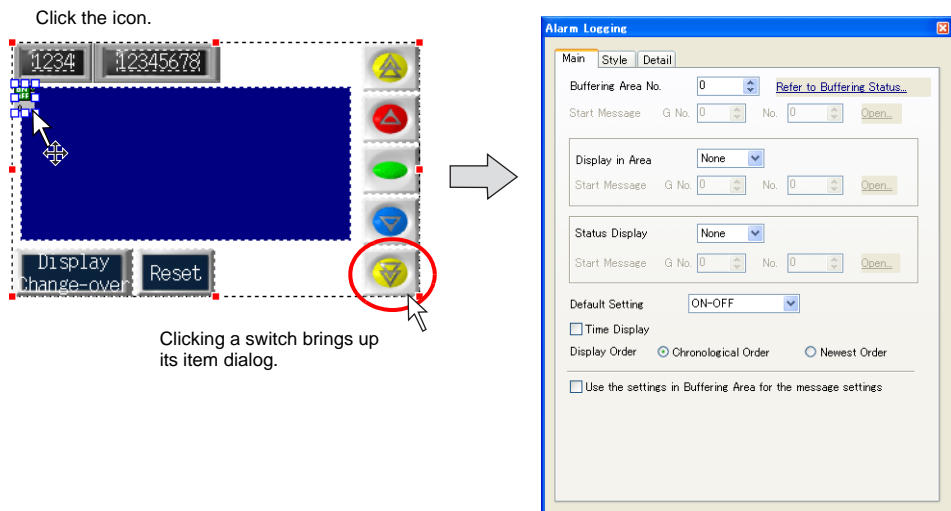 Click the icon.
1234 12345678
ON
OFF
Display
Change-over
Reset
Clicking a switch brings up
its item dialog.
Alarm Logging
Main Style Detail
Buffering Area No. 0 Refer to Buffering Status...
Start Message G No. 0 No. 0 Open...
Display in Area None
Start Message G No. 0 No. 0 Open...
Status Display None
Start Message G No. 0 No. 0 Open...
Default Setting ON-OFF
Time Display
Display Order Chronological Order Newest Order
Use the settings in Buffering Area for the message settings